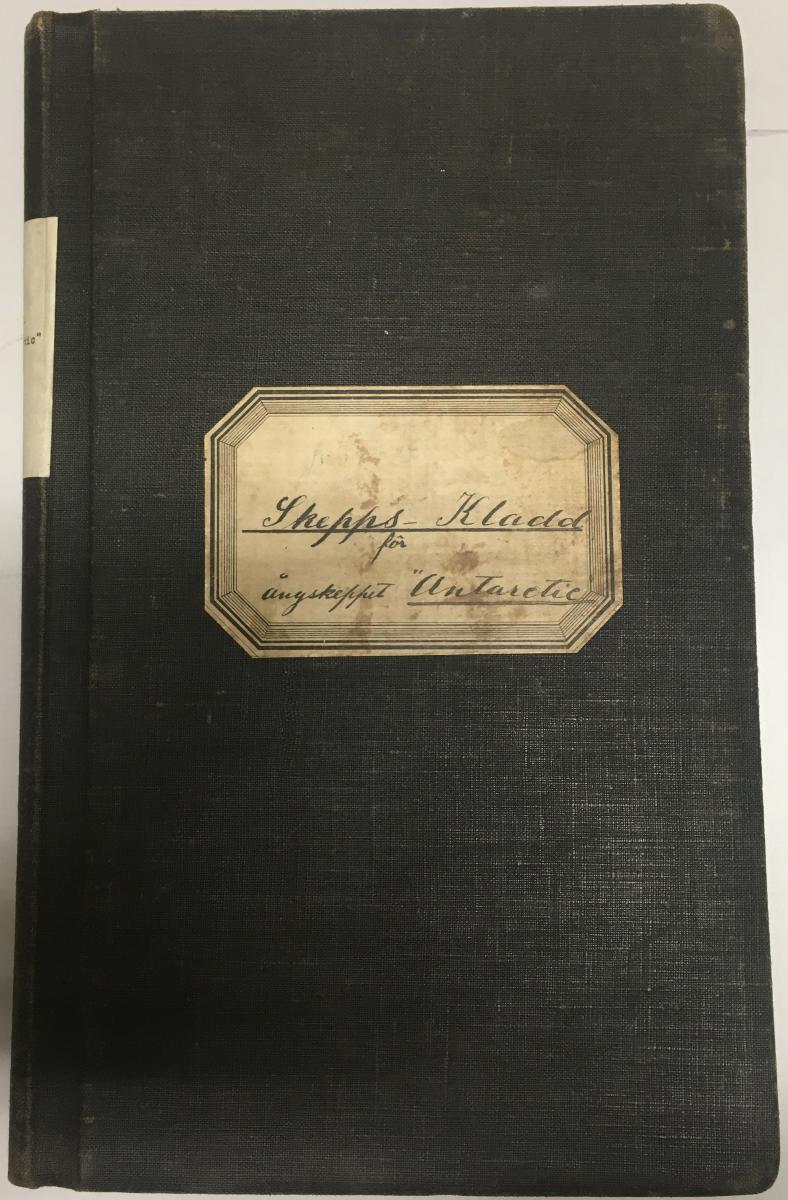 Skepps-Kladd
för
ångskeppet "Antarctic"